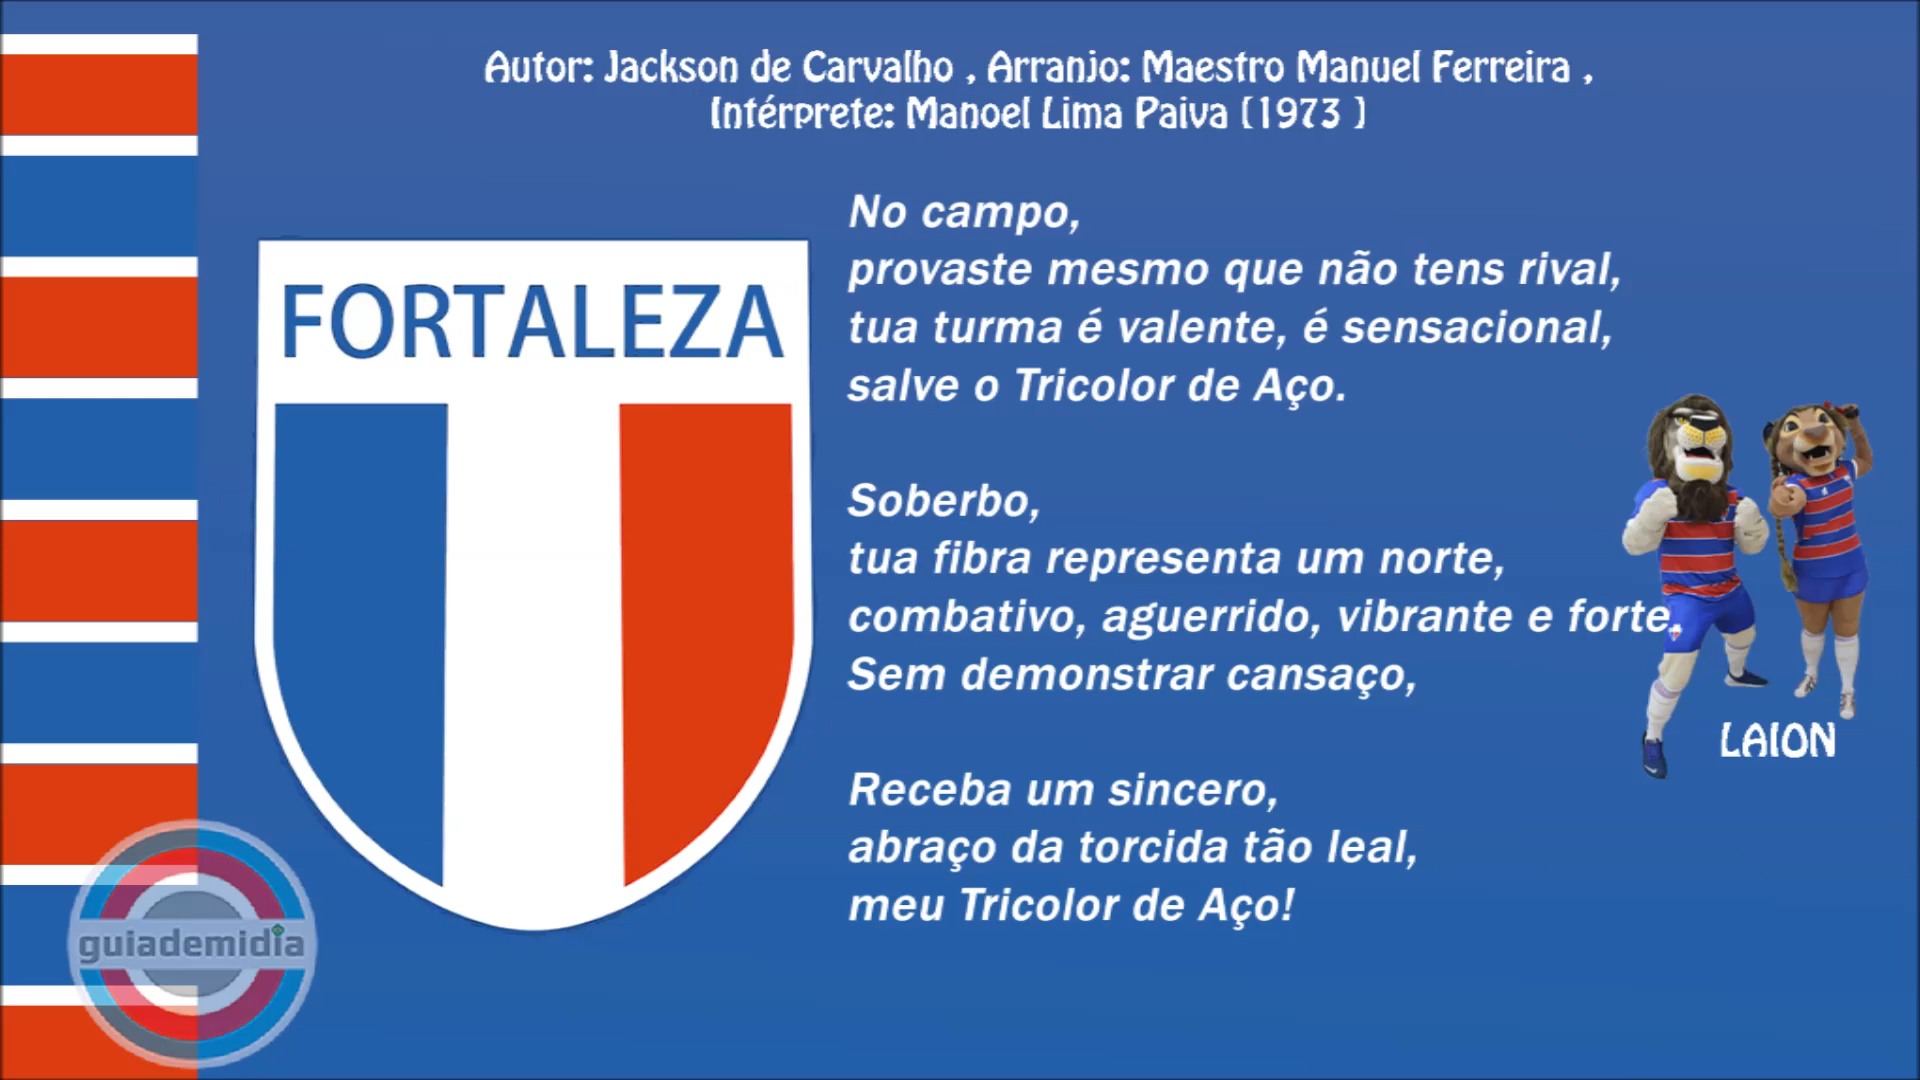 Autor: Jackson de Carvalho , Arranjo: Maestro Manuel Ferreira ,
Intérprete: Manoel Lima Paiva (1973 )
FORTALEZA
No campo,
provaste mesmo que não tens rival,
tua turma é valente, é sensacional,
salve o Tricolor de Aço.
Soberbo,
tua fibra representa um norte,
combativo, aguerrido, vibrante e forte
Sem demonstrar cansaço,
Receba um sincero,
abraço da torcida tão leal,
meu Tricolor de Aço!
LAION
guiademidia